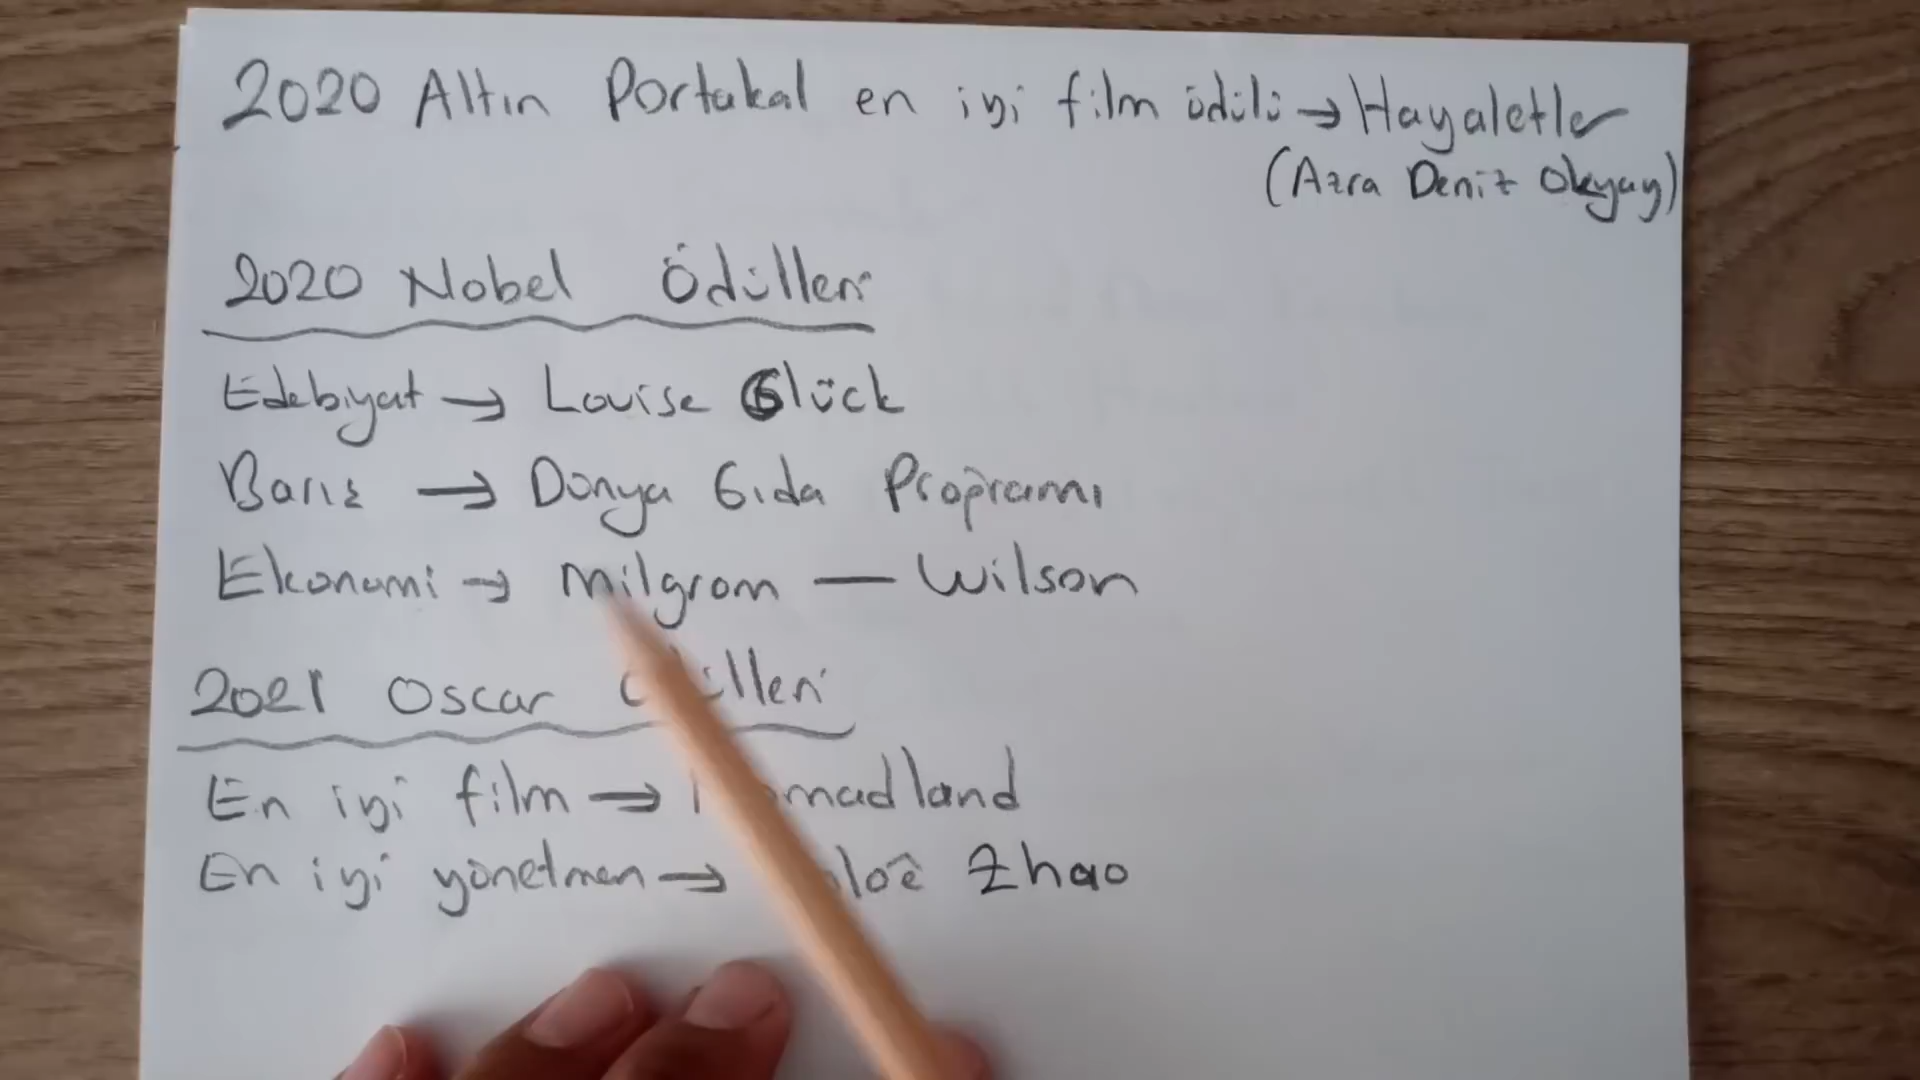 2020 Altın Portakal en iyi film ödülü → Hayaletler
(Azra Deniz Okyay)
2020 Nobel Ödülleri
Edebiyat → Louise Glück
Barış → Dünya Gıda Programı
Ekonomi → Milgrom — Wilson
2021 Oscar
En iyi film →
En iyi yönetmen → Zhao